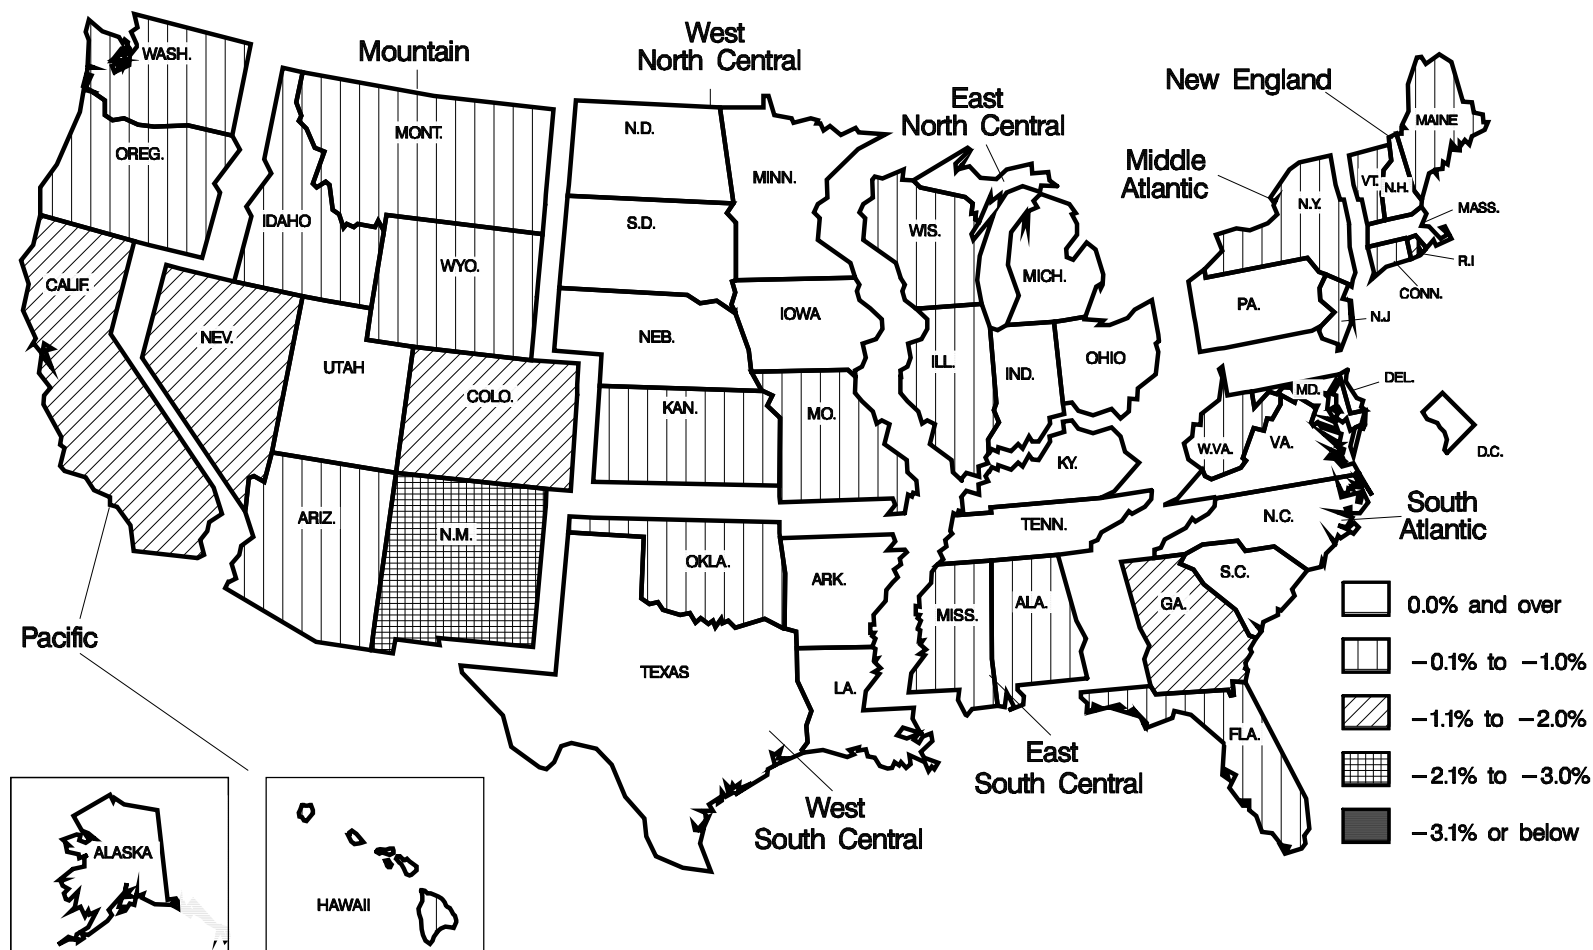 WASH.
Mountain
West
North Central
East
North Central
New England
MAINE
OREG.
MONT.
N.D.
MINN.
Middle
Atlantic
VT.
N.H.
MASS.
IDAHO
WYO.
S.D.
WIS.
MICH.
N.Y.
R.I
CONN.
CALIF.
NEV.
UTAH
COLO.
NEB.
IOWA
ILL.
IND.
OHIO
PA.
N.J
KAN.
MO.
MD.
DEL.
W.VA.
VA.
D.C.
KY.
ARIZ.
N.M.
OKLA.
ARK.
TENN.
N.C.
South
Atlantic
S.C.
MISS.
ALA.
GA.
Pacific
TEXAS
LA.
FLA.
East
South Central
West
South Central
ALASKA
HAWAII
0.0% and over
−0.1% to −1.0%
−1.1% to −2.0%
−2.1% to −3.0%
−3.1% or below